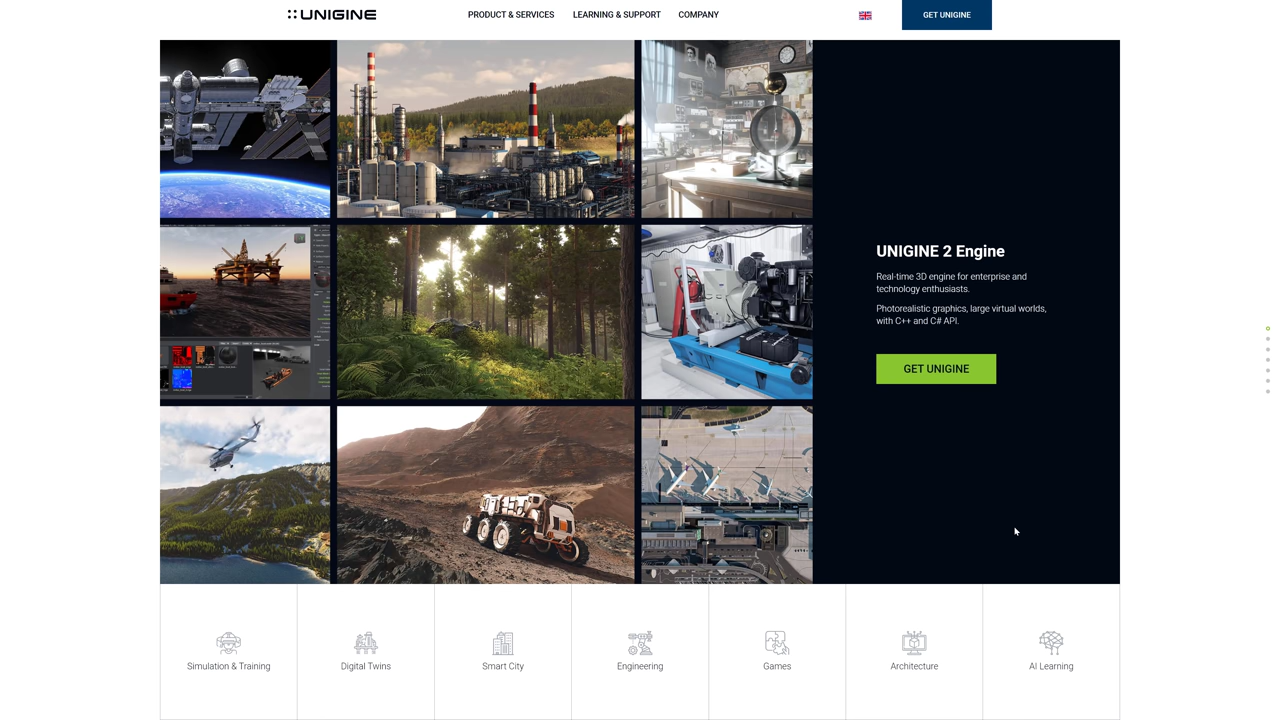 UNIGINE
PRODUCT & SERVICES
LEARNING & SUPPORT
COMPANY
GET UNIGINE
UNIGINE 2 Engine
Real-time 3D engine for enterprise and
technology enthusiasts.
Photorealistic graphics, large virtual worlds,
with C++ and C# API.
GET UNIGINE
Simulation & Training
Digital Twins
Smart City
Engineering
Games
Architecture
AI Learning